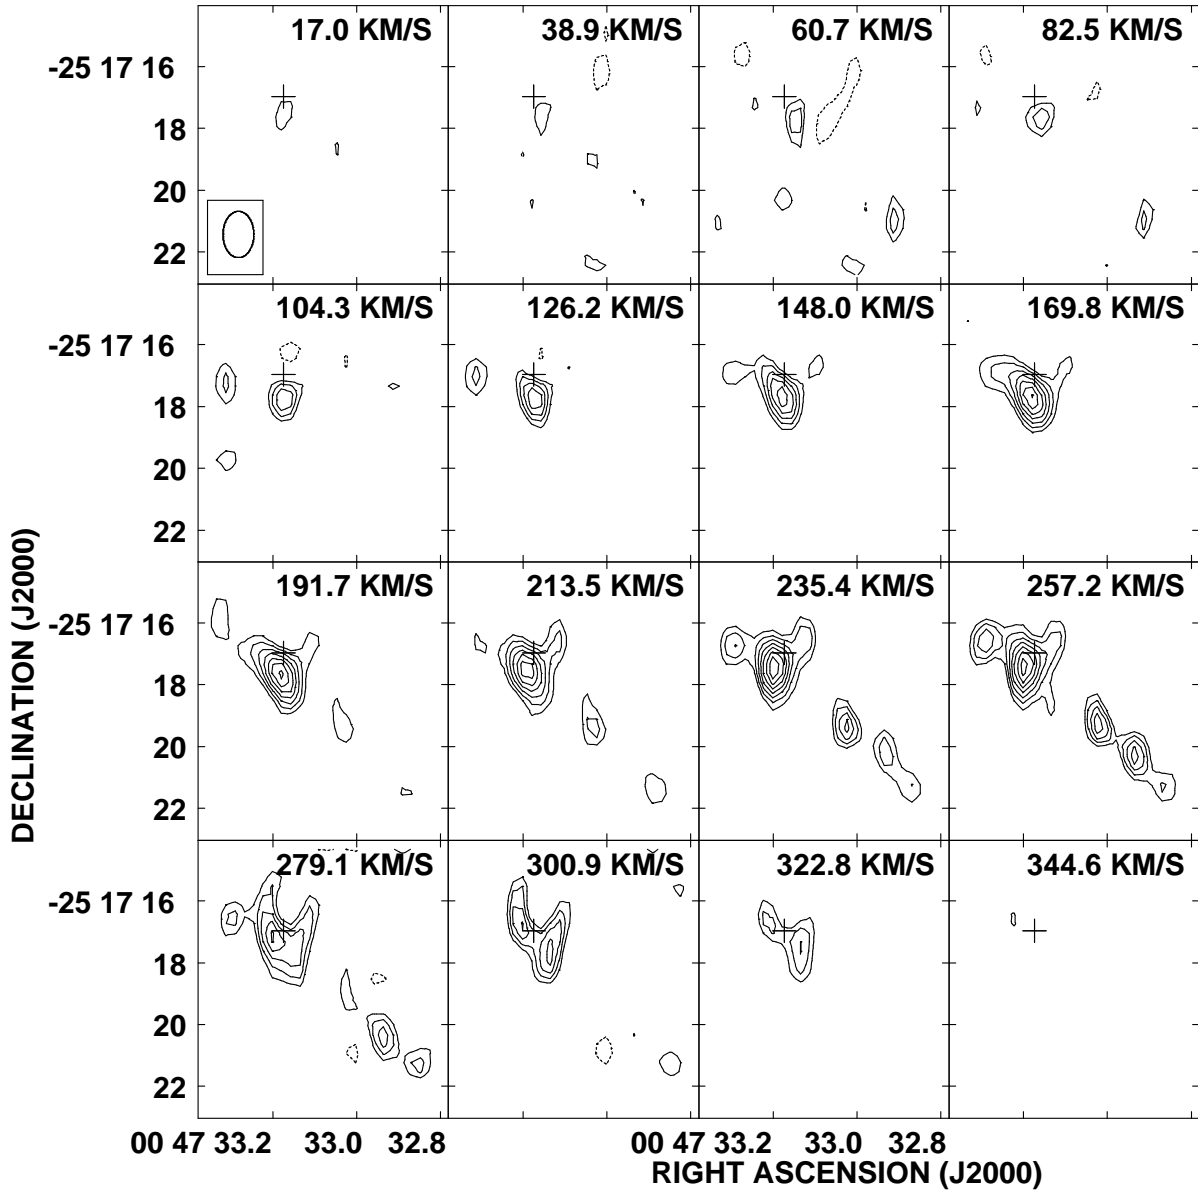 17.0 KM/S 38.9 KM/S 60.7 KM/S 82.5 KM/S
-25 17 16
18
20
22
104.3 KM/S 126.2 KM/S 148.0 KM/S 169.8 KM/S
-25 17 16
18
20
22
191.7 KM/S 213.5 KM/S 235.4 KM/S 257.2 KM/S
-25 17 16
18
20
22
279.1 KM/S 300.9 KM/S 322.8 KM/S 344.6 KM/S
-25 17 16
18
20
22
DECLINATION (J2000)
00 47 33.2 33.0 32.8 00 47 33.2 33.0 32.8
RIGHT ASCENSION (J2000)